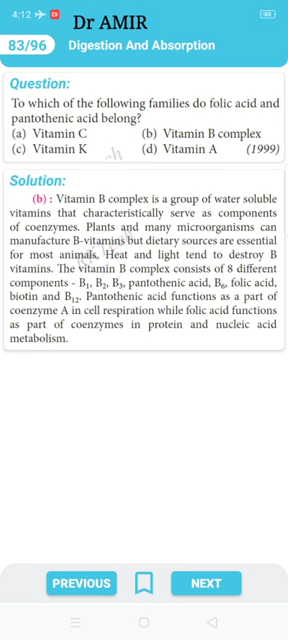 Dr AMIR
4:12
48
83/96 Digestion And Absorption
Question:
To which of the following families do folic acid and
pantothenic acid belong?
(a) Vitamin C (b) Vitamin B complex
(c) Vitamin K (d) Vitamin A (1999)
Solution:
(b) : Vitamin B complex is a group of water soluble
vitamins that characteristically serve as components
of coenzymes. Plants and many microorganisms can
manufacture B-vitamins but dietary sources are essential
for most animals. Heat and light tend to destroy B
vitamins. The vitamin B complex consists of 8 different
components - B₁, B₂, B₃, pantothenic acid, B₆, folic acid,
biotin and B₁₂. Pantothenic acid functions as a part of
coenzyme A in cell respiration while folic acid functions
as part of coenzymes in protein and nucleic acid
metabolism.
PREVIOUS NEXT